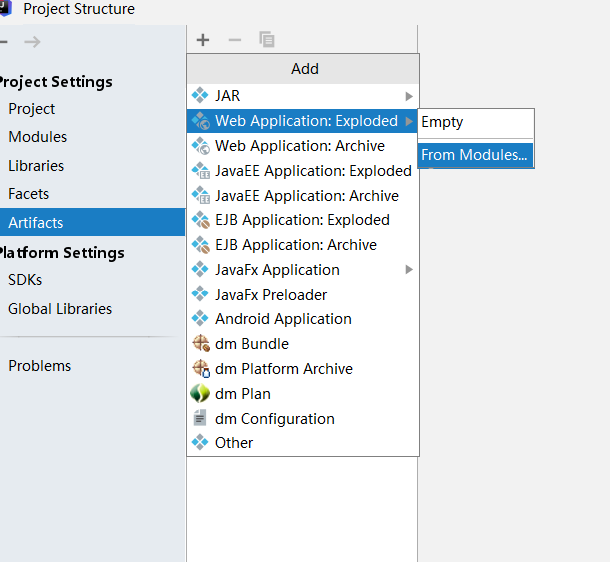 Project Structure
Project Settings
Project
Modules
Libraries
Facets
Artifacts
Platform Settings
SDKs
Global Libraries
Problems
Add
JAR
Web Application: Exploded
Web Application: Archive
JavaEE Application: Exploded
JavaEE Application: Archive
EJB Application: Exploded
EJB Application: Archive
JavaFx Application
JavaFx Preloader
Android Application
dm Bundle
dm Platform Archive
dm Plan
dm Configuration
Other
Empty
From Modules...